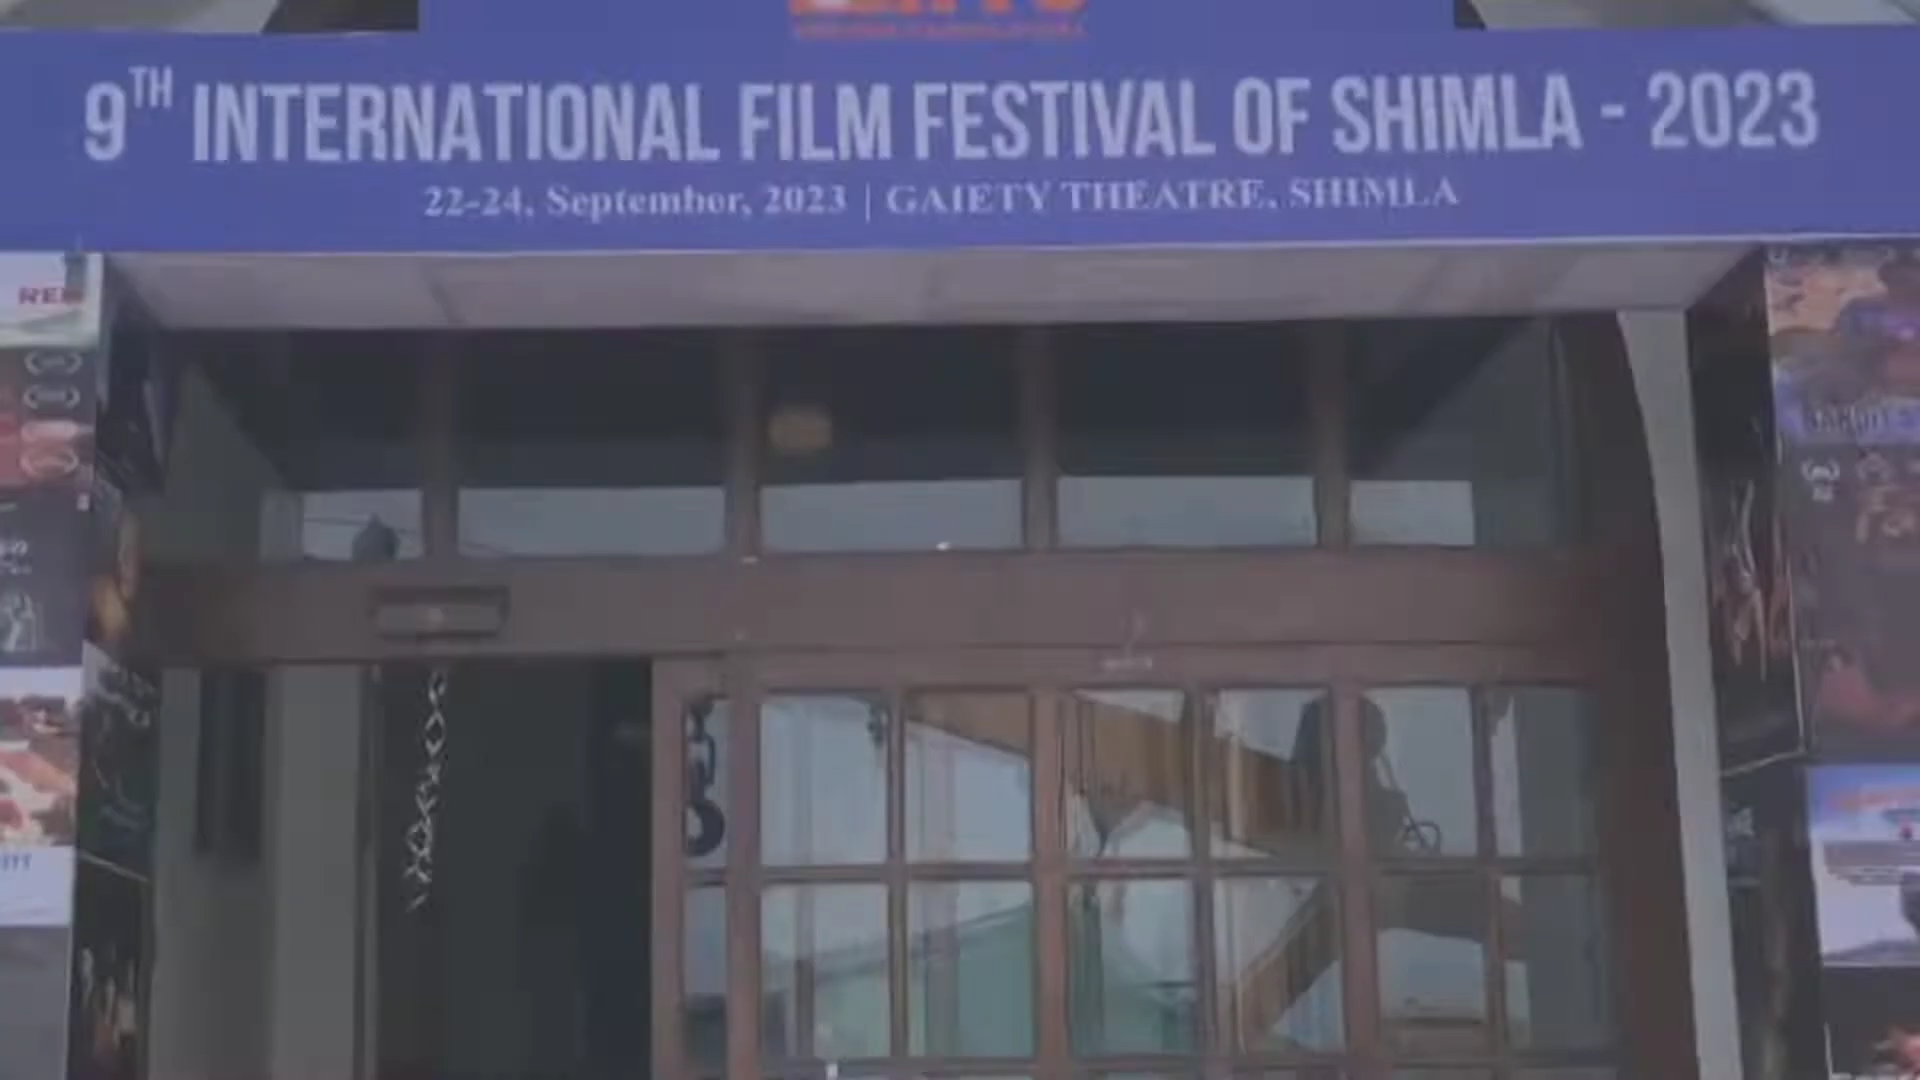 9TH INTERNATIONAL FILM FESTIVAL OF SHIMLA - 2023
22-24, September, 2023 | GAIETY THEATRE, SHIMLA